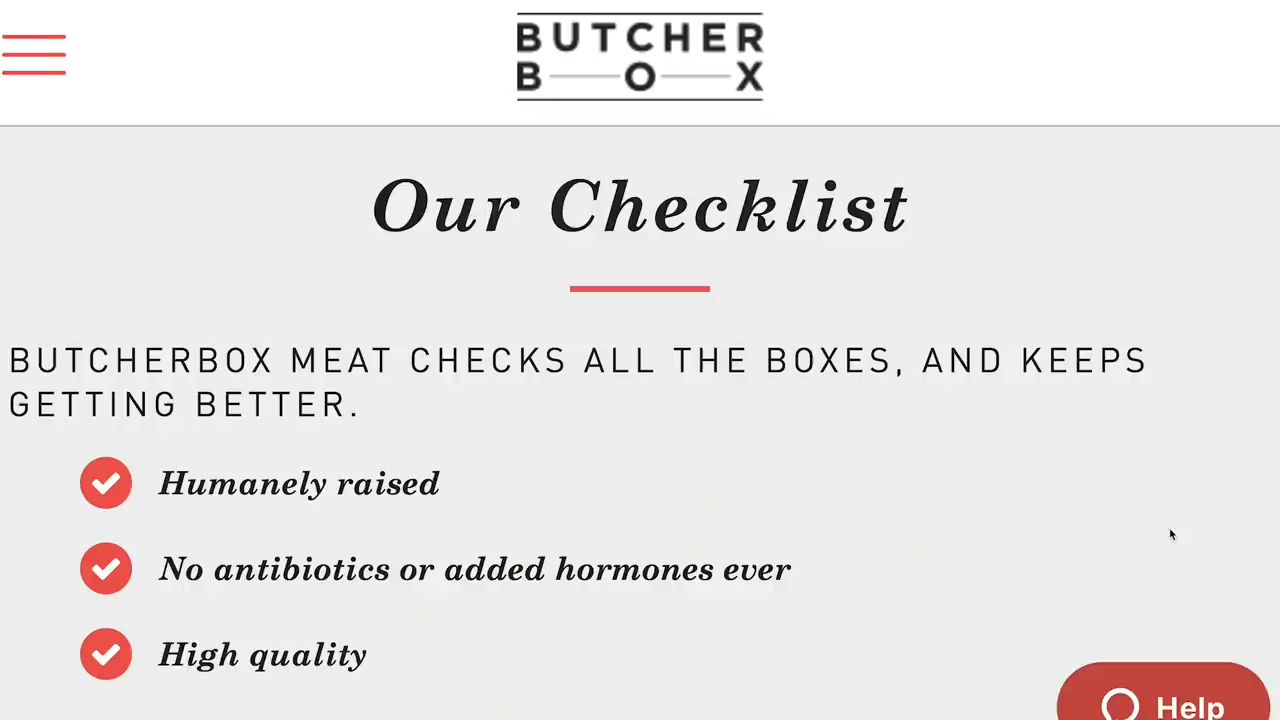 BUTCHER
BOX
Our Checklist
BUTCHERBOX MEAT CHECKS ALL THE BOXES, AND KEEPS
GETTING BETTER.
Humanely raised
No antibiotics or added hormones ever
High quality
Help